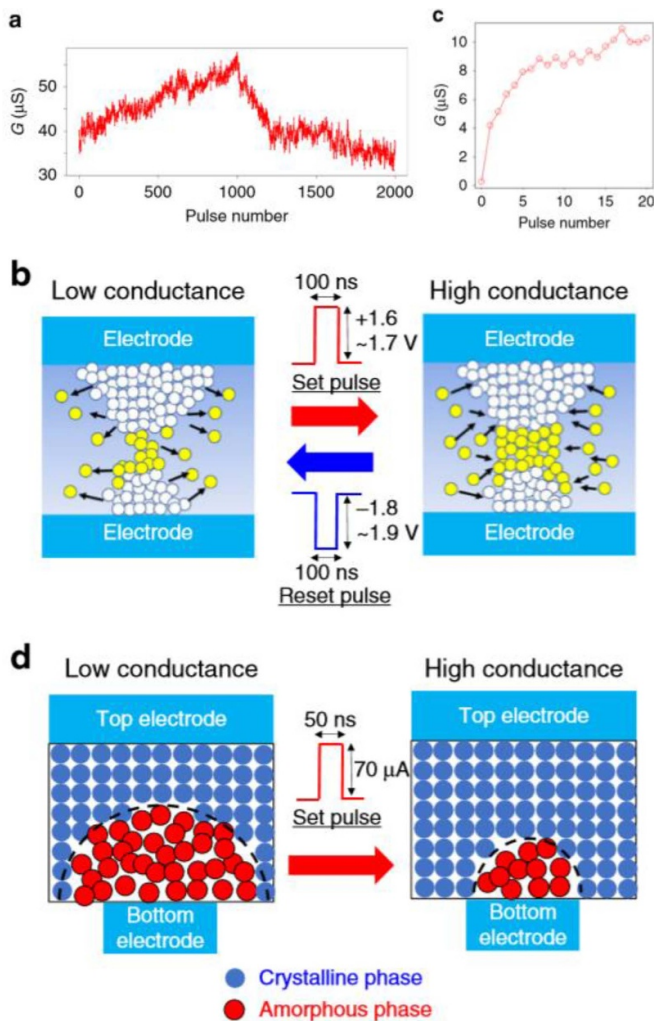 a
G (μS)
50
40
30
0
500
1000
1500
2000
Pulse number
c
G (μS)
10
8
6
4
2
0
0
5
10
15
20
Pulse number
b
Low conductance
Electrode
Electrode
100 ns
+1.6
~1.7 V
Set pulse
−1.8
~1.9 V
100 ns
Reset pulse
High conductance
Electrode
Electrode
d
Low conductance
Top electrode
Bottom
electrode
50 ns
70 μA
Set pulse
High conductance
Top electrode
Bottom
electrode
Crystalline phase
Amorphous phase